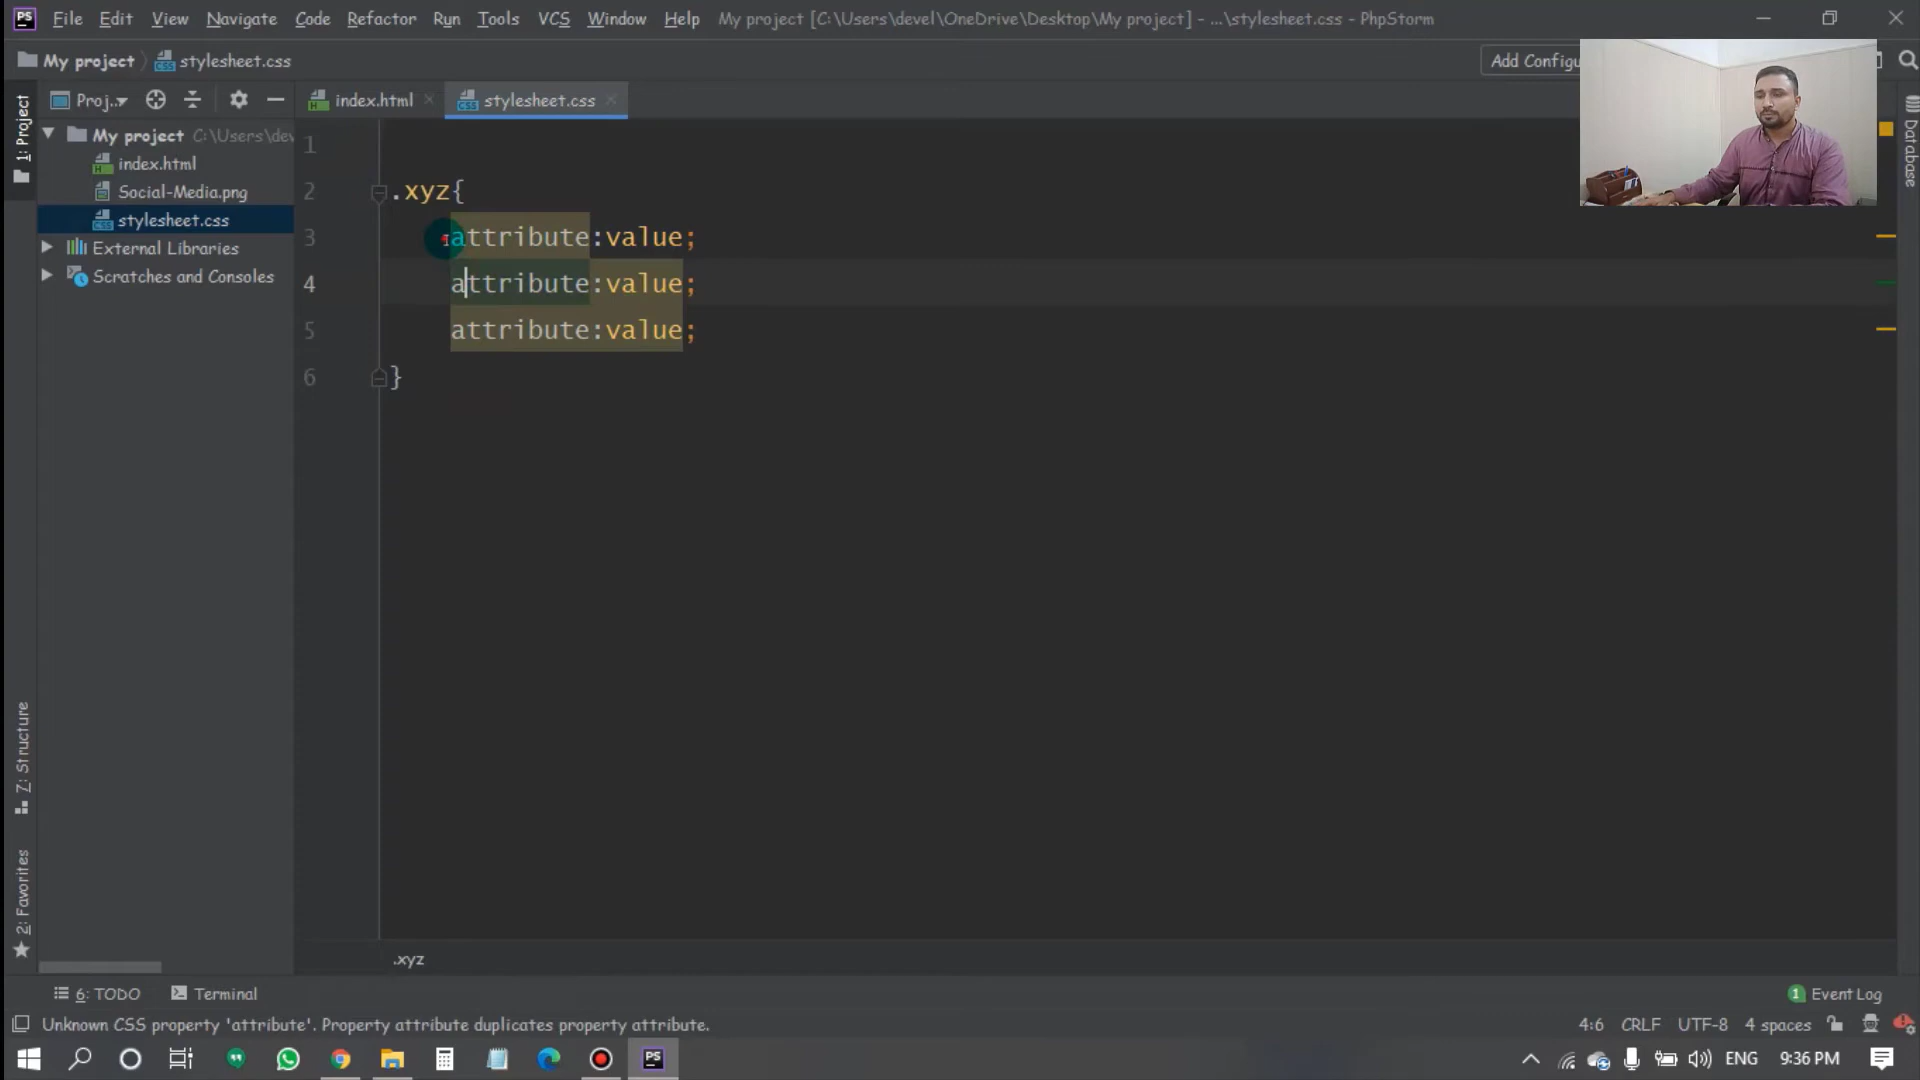 PS File Edit View Navigate Code Refactor Run Tools VCS Window Help My project [C:\Users\devel\OneDrive\Desktop\My project] - ...\stylesheet.css - PhpStorm
My project stylesheet.css Add Configu
1: Project Proj.. index.html stylesheet.css
My project C:\Users\dev
index.html
Social-Media.png
stylesheet.css
External Libraries
Scratches and Consoles
1
2 .xyz{
3 attribute:value;
4 attribute:value;
5 attribute:value;
6 }
Database
Z: Structure
2: Favorites
.xyz
6: TODO Terminal 1 Event Log
Unknown CSS property 'attribute'. Property attribute duplicates property attribute. 4:6 CRLF UTF-8 4 spaces
PS ENG 9:36 PM